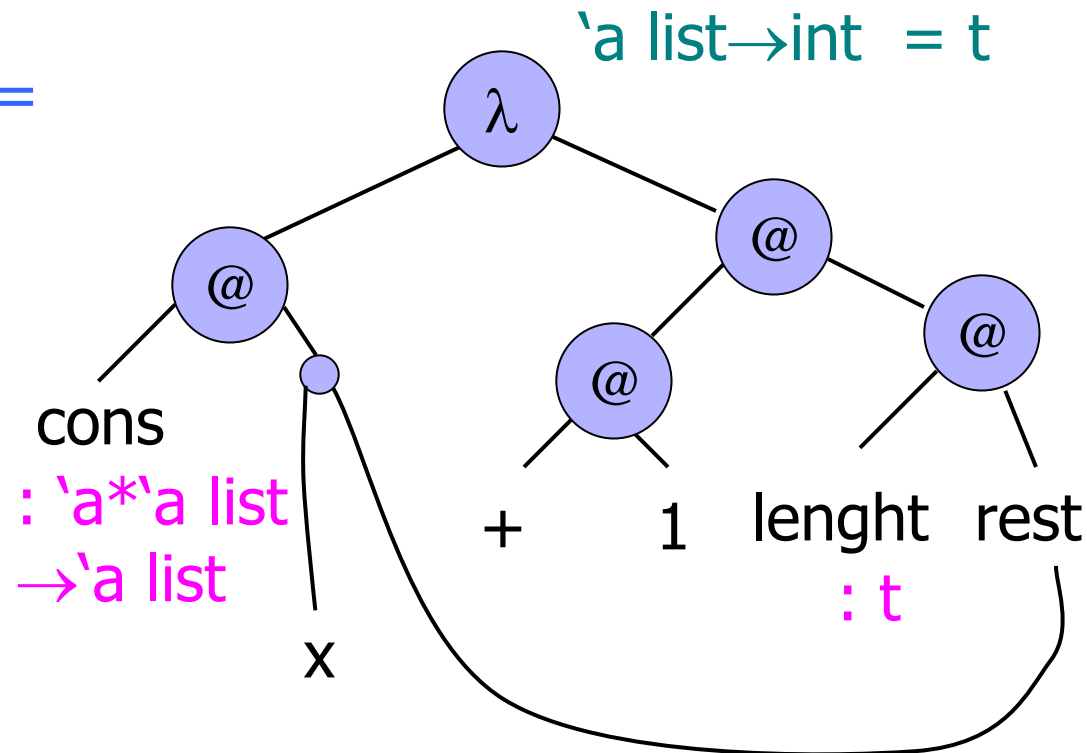 ‘a list→int = t
=
λ
@
@
@
@
cons
: ‘a*‘a list
→‘a list
+ 1 lenght rest
: t
x